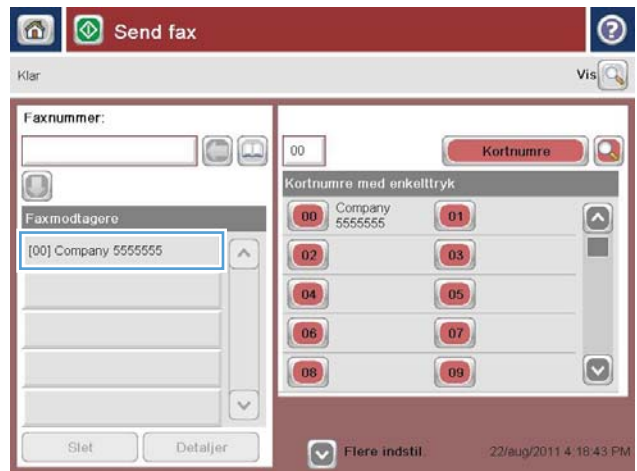 Send fax
Klar
Vis
Faxnummer:
Faxmodtagere
[00] Company 5555555
Slet
Detaljer
00
Kortnumre
Kortnumre med enkelttryk
00 Company 5555555
01
02
03
04
05
06
07
08
09
Flere indstil.
22/aug/2011 4:18:43 PM